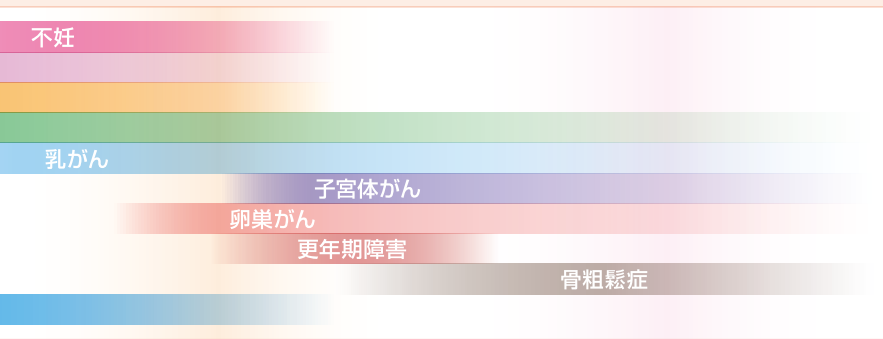 不妊
乳がん
子宮体がん
卵巣がん
更年期障害
骨粗鬆症